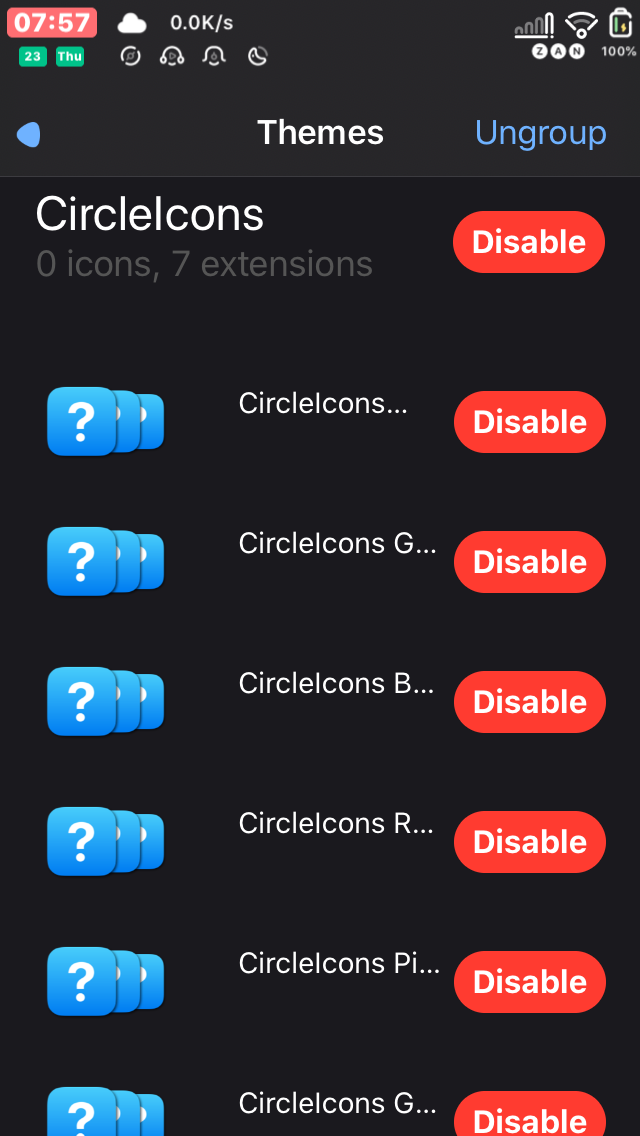 07:57 0.0K/s
23 Thu Z A N 100%
Themes Ungroup
CircleIcons
0 icons, 7 extensions
Disable
? CircleIcons... Disable
? CircleIcons G... Disable
? CircleIcons B... Disable
? CircleIcons R... Disable
? CircleIcons Pi... Disable
? CircleIcons G... Disable